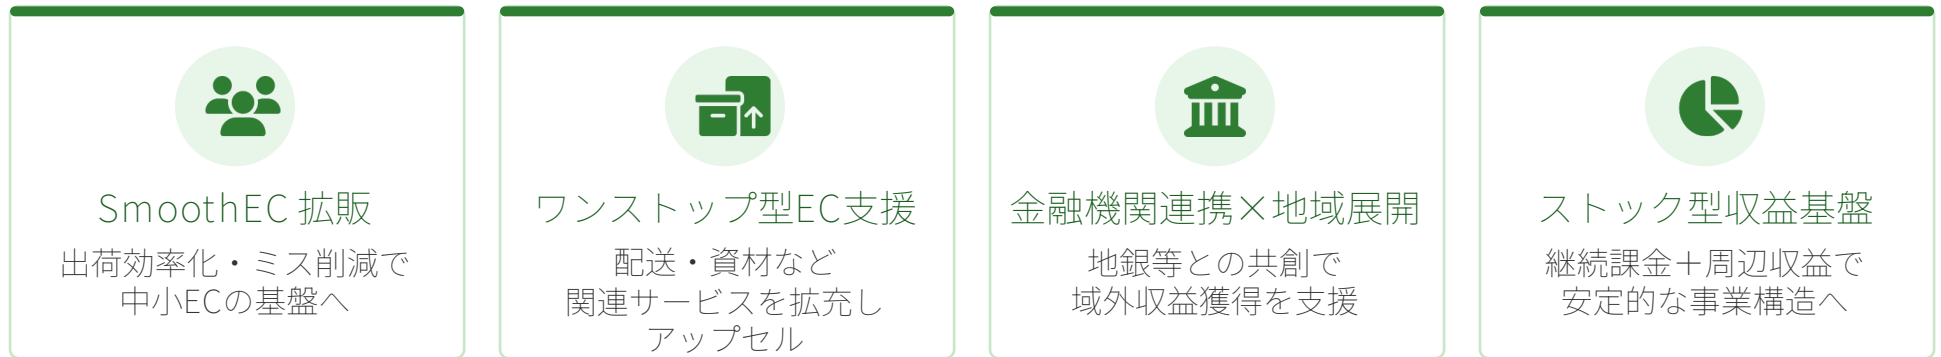 SmoothEC 拡販
出荷効率化・ミス削減で
中小ECの基盤へ
ワンストップ型EC支援
配送・資材など
関連サービスを拡充し
アップセル
金融機関連携×地域展開
地銀等との共創で
域外収益獲得を支援
ストック型収益基盤
継続課金＋周辺収益で
安定的な事業構造へ